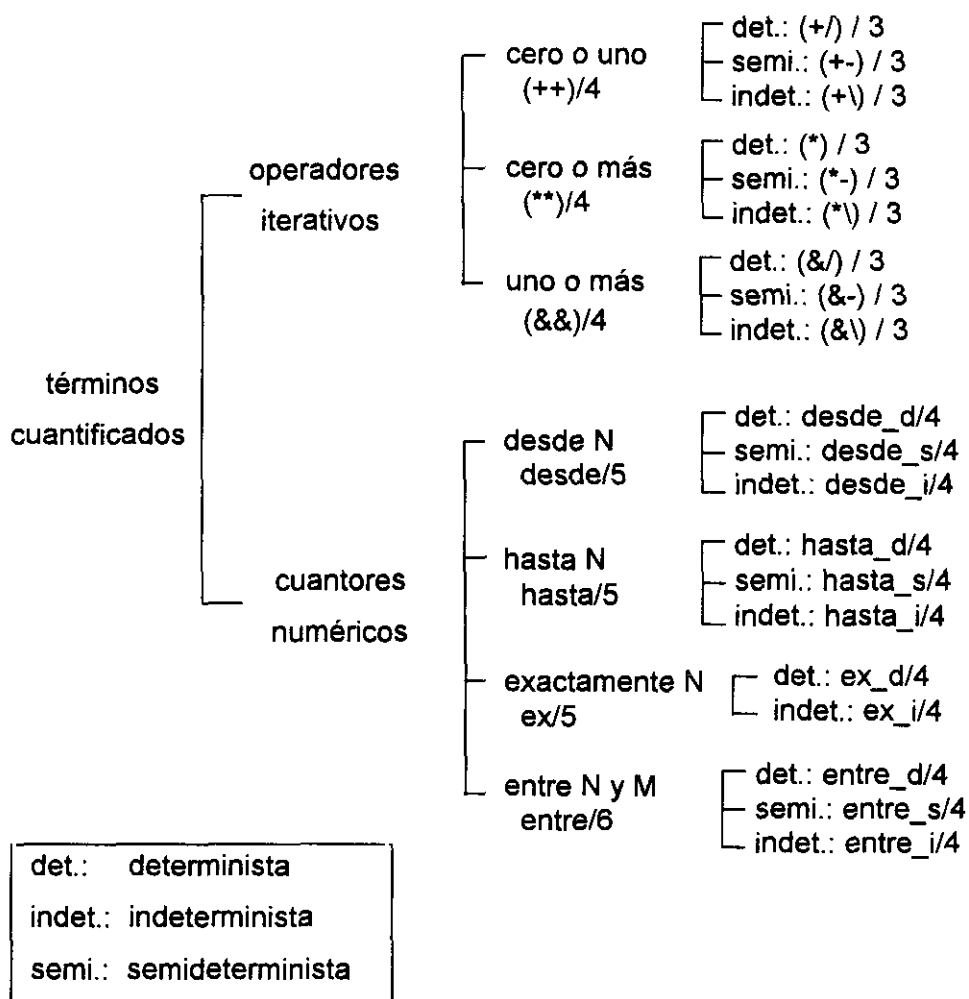 términos
cuantificados
operadores
iterativos
cero o uno
(++)/4
det.: (+/) / 3
semi.: (+-) / 3
indet.: (+\) / 3
cero o más
(**)/4
det.: (*) / 3
semi.: (*-) / 3
indet.: (*\) / 3
uno o más
(&&)/4
det.: (&/) / 3
semi.: (&-) / 3
indet.: (&\) / 3
cuantores
numéricos
desde N
desde/5
det.: desde_d/4
semi.: desde_s/4
indet.: desde_i/4
hasta N
hasta/5
det.: hasta_d/4
semi.: hasta_s/4
indet.: hasta_i/4
exactamente N
ex/5
det.: ex_d/4
indet.: ex_i/4
entre N y M
entre/6
det.: entre_d/4
semi.: entre_s/4
indet.: entre_i/4
det.: determinista
indet.: indeterminista
semi.: semideterminista